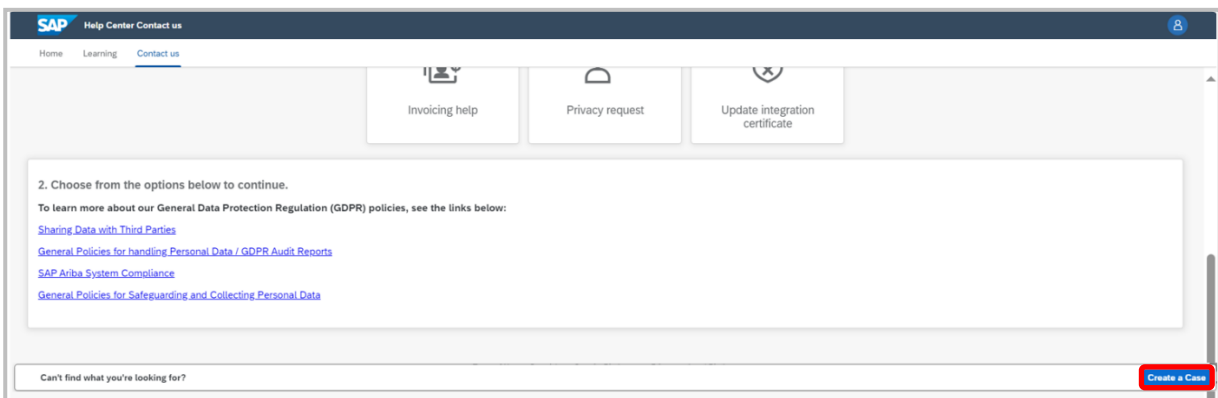 SAP Help Center Contact us
Home Learning Contact us
Invoicing help
Privacy request
Update integration
certificate
2. Choose from the options below to continue.
To learn more about our General Data Protection Regulation (GDPR) policies, see the links below:
Sharing Data with Third Parties
General Policies for handling Personal Data / GDPR Audit Reports
SAP Ariba System Compliance
General Policies for Safeguarding and Collecting Personal Data
Can't find what you're looking for?
Create a Case